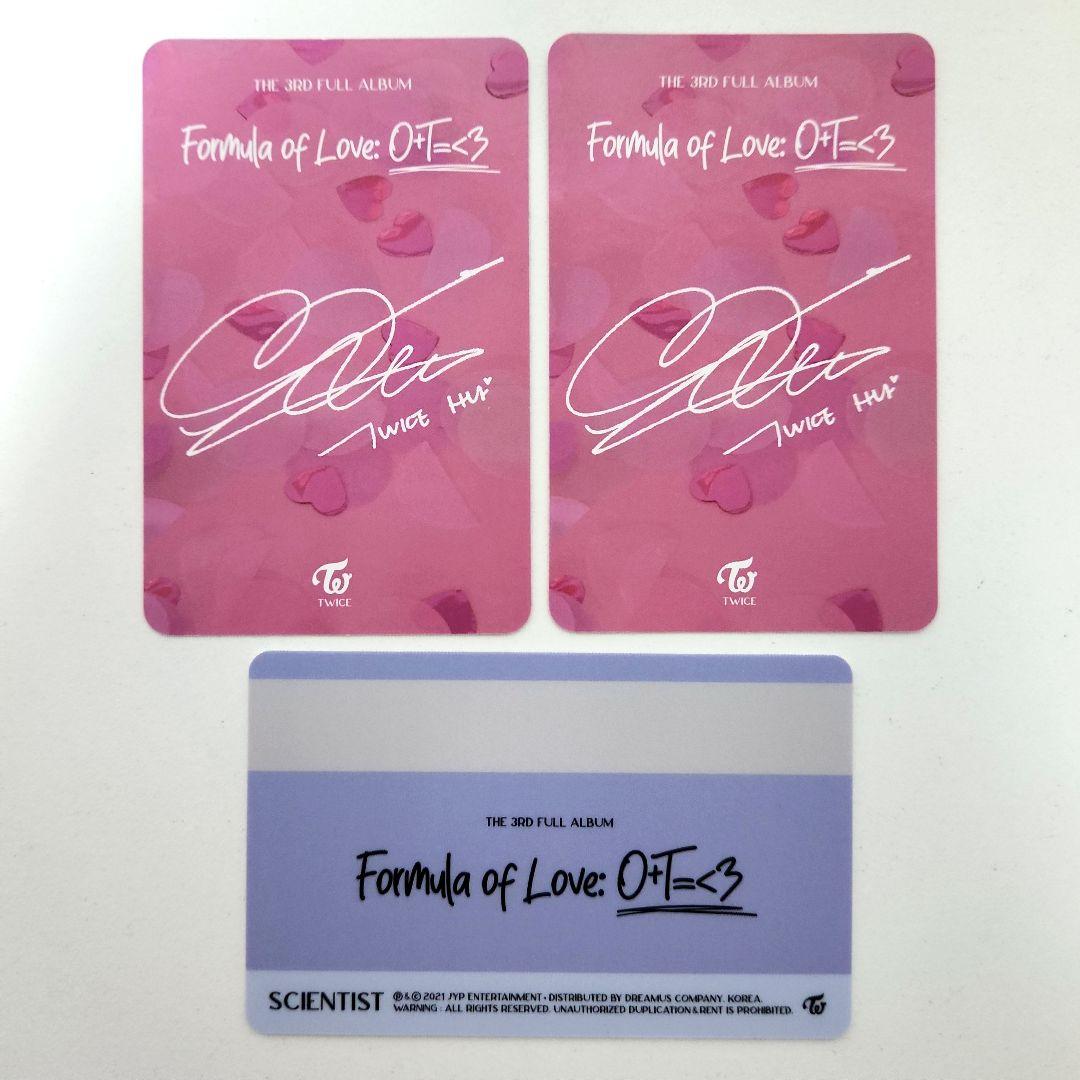 THE 3RD FULL ALBUM
Formula of Love: O+T=<3
TWICE
TWICE
THE 3RD FULL ALBUM
Formula of Love: O+T=<3
TWICE
TWICE
THE 3RD FULL ALBUM
Formula of Love: O+T=<3
SCIENTIST
℗&© 2021 JYP ENTERTAINMENT • DISTRIBUTED BY DREAMUS COMPANY. KOREA.
WARNING : ALL RIGHTS RESERVED. UNAUTHORIZED DUPLICATION & RENT IS PROHIBITED.